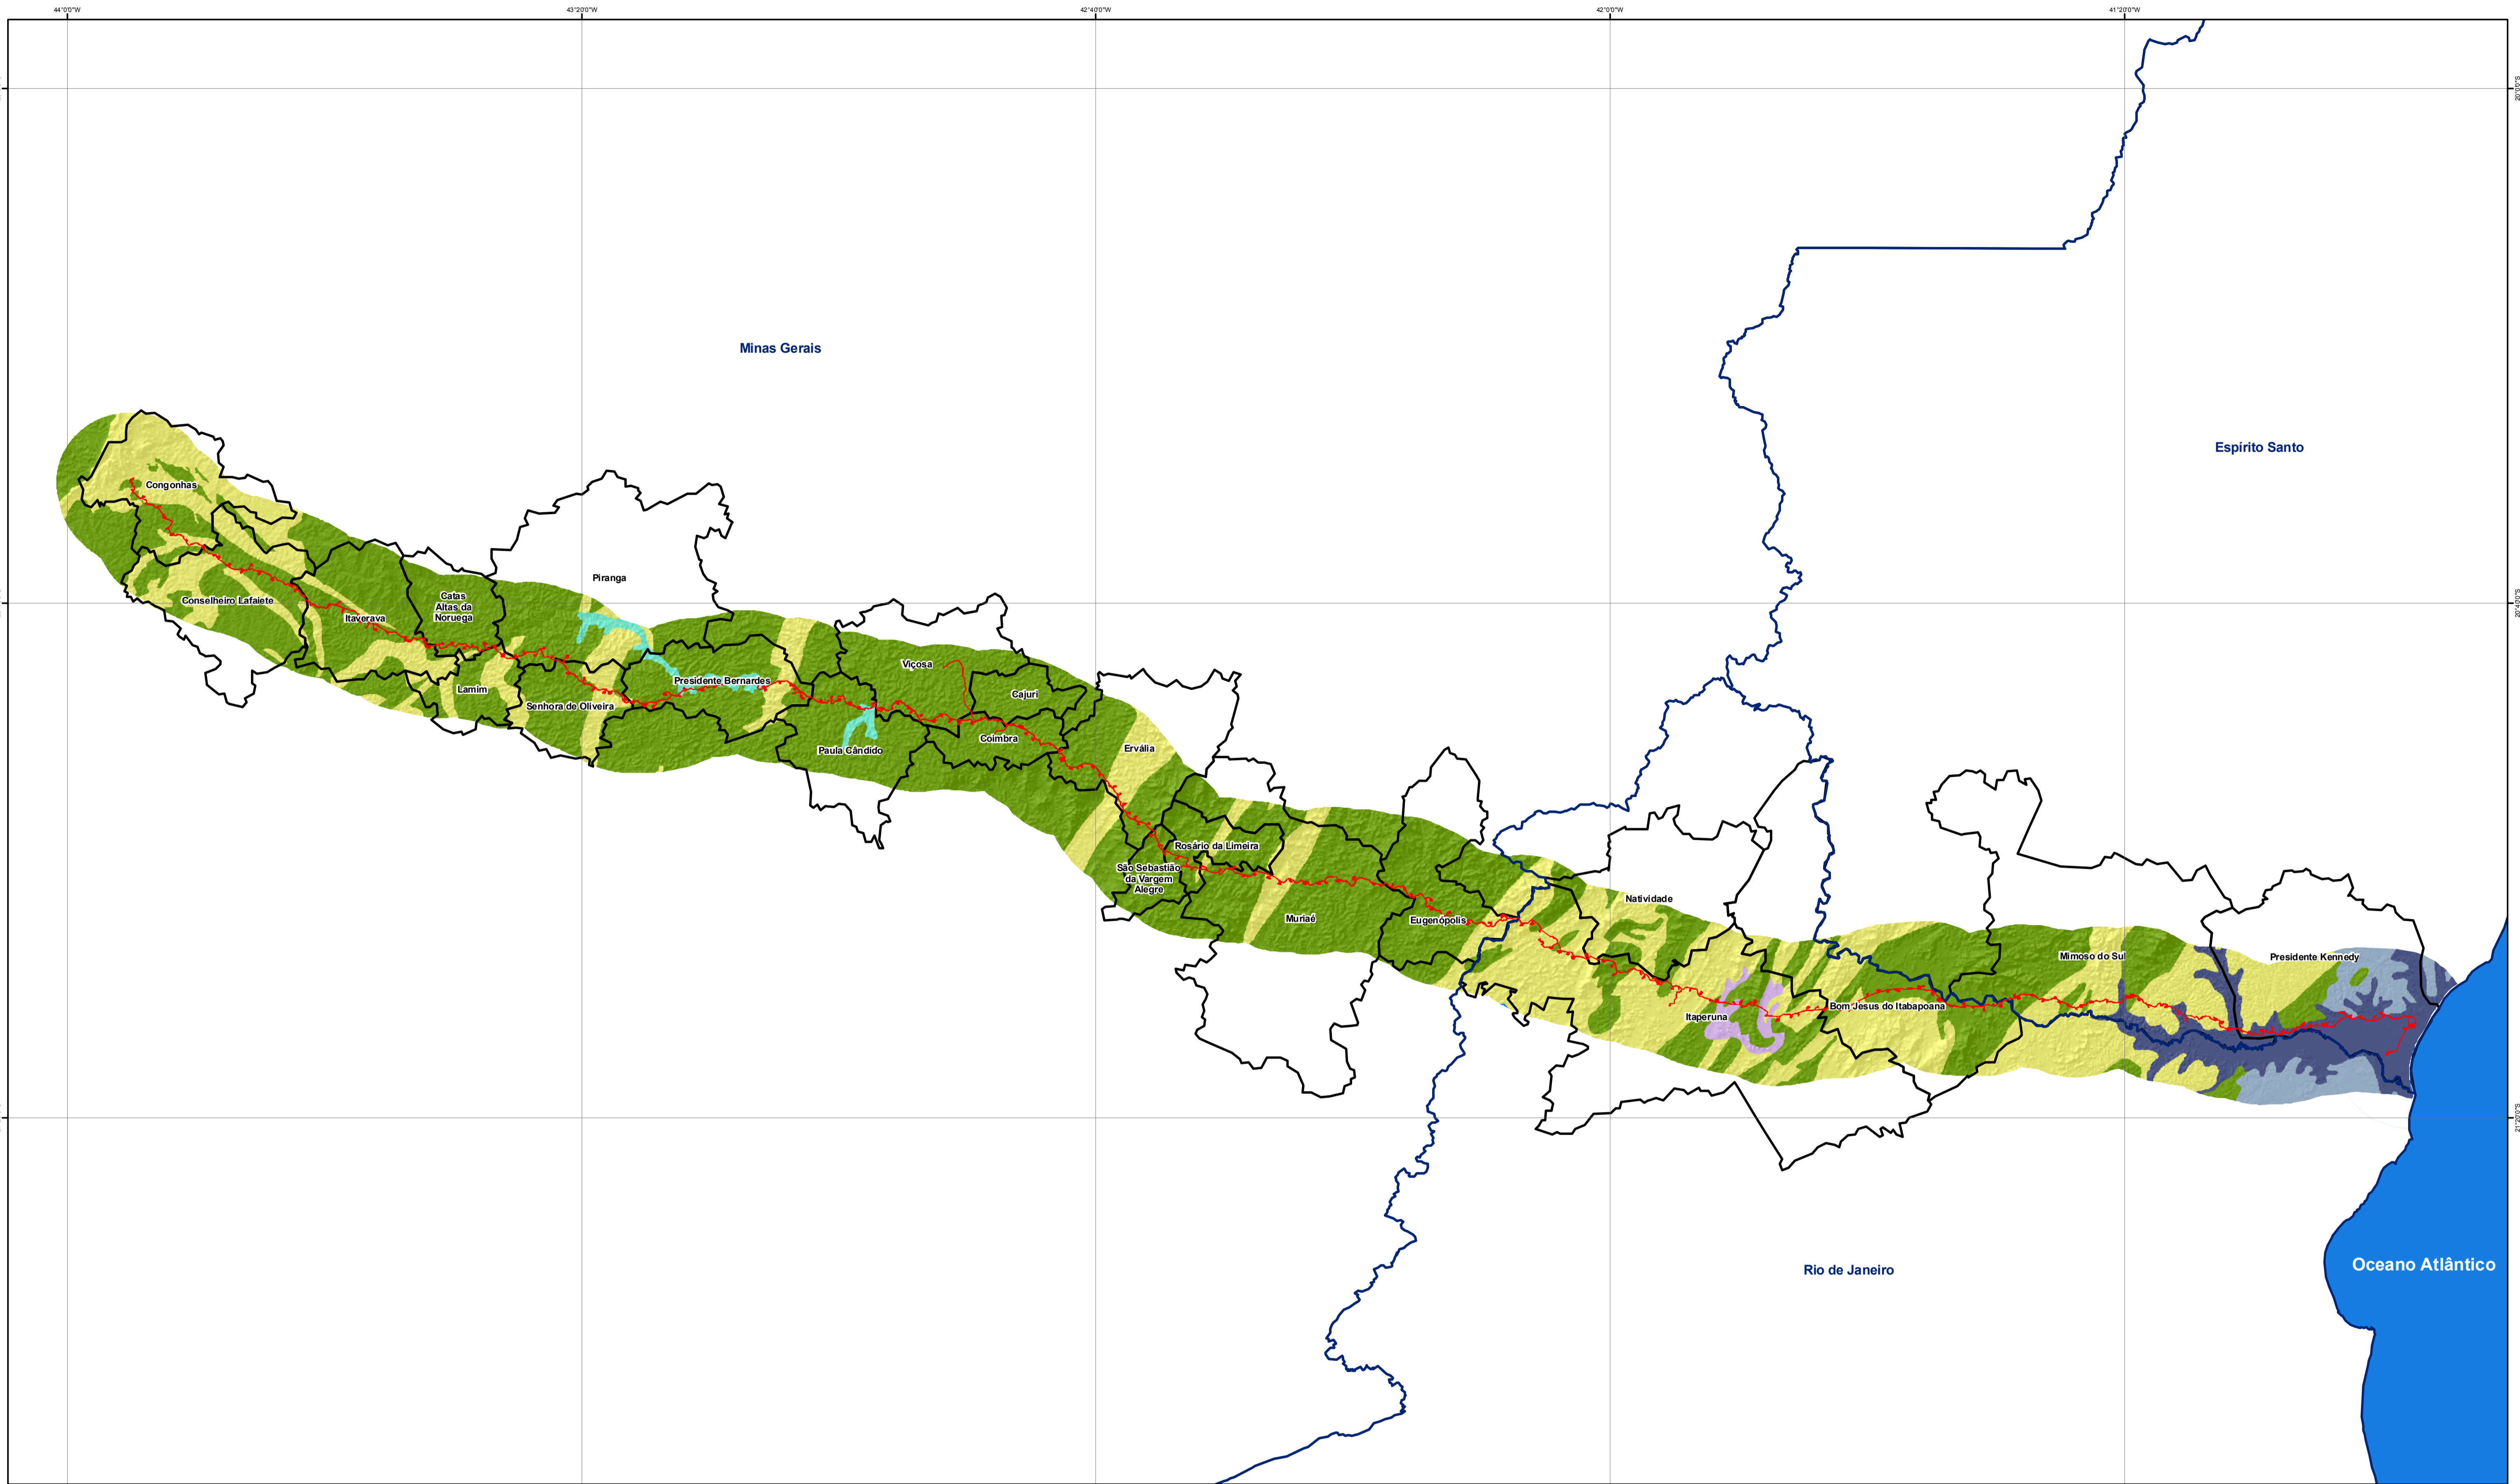 44°0'0"W
43°20'0"W
42°40'0"W
42°0'0"W
41°20'0"W
20°0'0"S
Minas Gerais
Espírito Santo
Congonhas
Piranga
Conselheiro Lafaiete
Catas
Altas da
Noruega
20°40'0"S
Itaverava
Viçosa
Presidente Bernardes
Lamim
Cajuri
Senhora de Oliveira
Coimbra
Paula Cândido
Ervália
Rosário da Limeira
São Sebastião
da Vargem
Alegre
Natividade
Muriaé
Eugenópolis
Mimoso do Sul
Presidente Kennedy
Bom Jesus do Itabapoana
Itaperuna
21°20'0"S
Oceano Atlântico
Rio de Janeiro